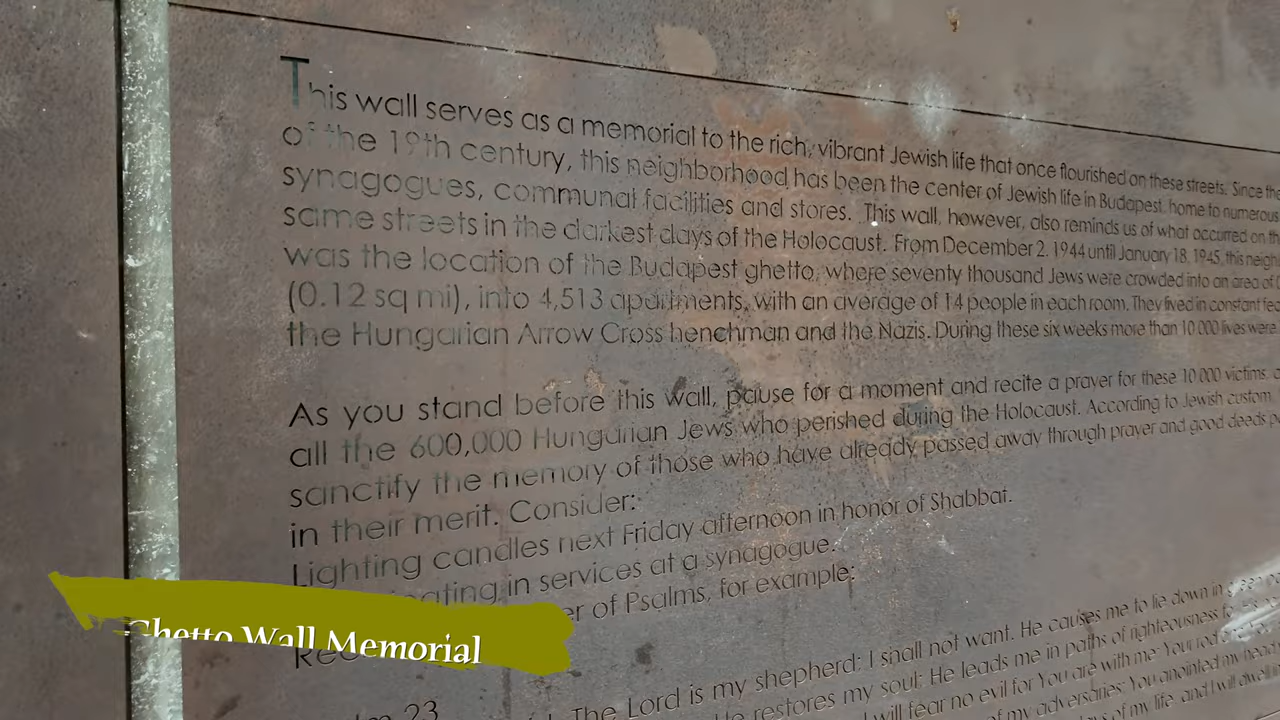 This wall serves as a memorial to the rich, vibrant Jewish life that once flourished on these streets. Since the
of the 19th century, this neighborhood has been the center of Jewish life in Budapest, home to numerous
synagogues, communal facilities and stores. This wall, however, also reminds us of what occurred on
same streets in the darkest days of the Holocaust. From December 2, 1944 until January 18, 1945, this
was the location of the Budapest ghetto, where seventy thousand Jews were crowded into an area of
(0.12 sq mi), into 4,513 apartments, with an average of 14 people in each room. They lived in constant
the Hungarian Arrow Cross henchman and the Nazis. During these six weeks more than 10.000 lives were
As you stand before this wall, pause for a moment and recite a prayer for these 10.000 victims,
all the 600,000 Hungarian Jews who perished during the Holocaust. According to Jewish custom
sanctify the memory of those who have already passed away through prayer and good deeds
in their merit. Consider:
Lighting candles next Friday afternoon in honor of Shabbat.
in services at a synagogue.
of Psalms, for example:
Ghetto Wall Memorial
23
The Lord is my shepherd: I shall not want. He causes me to lie down in
restores my soul: He leads me in paths of righteousness
will fear no evil for You are with me: Your rod
of my adversaries: You anointed my head
of my life, and I will dwell